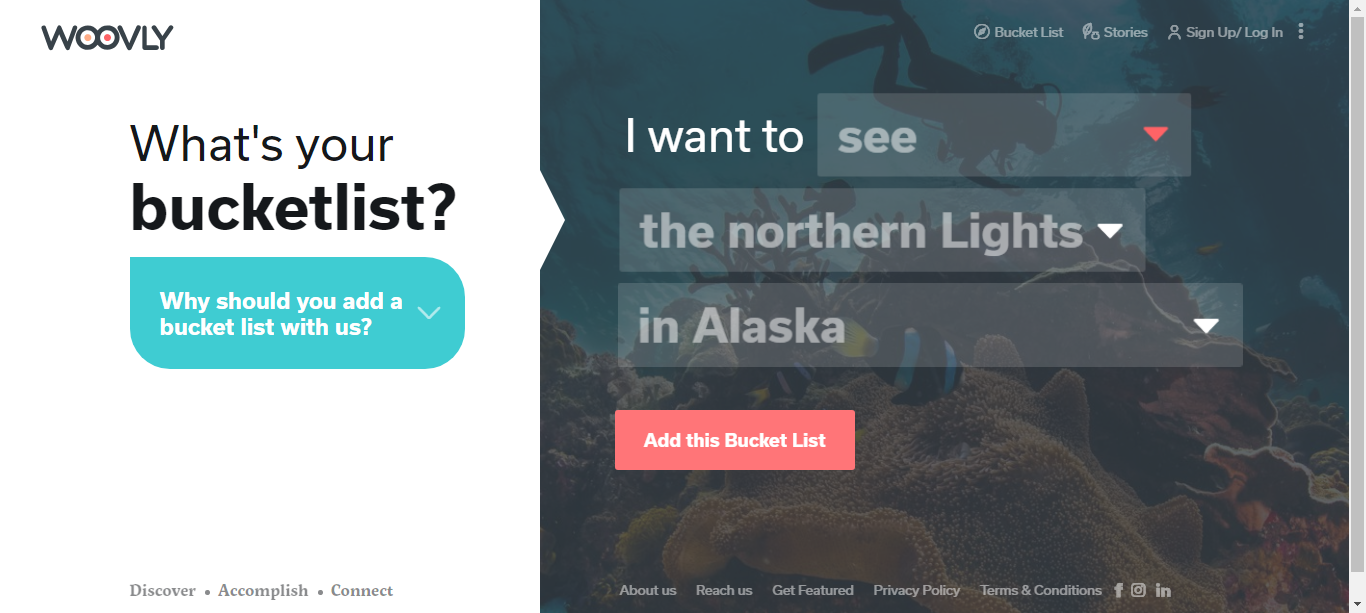 WOOVLY
Bucket List
Stories
Sign Up/ Log In
What's your
bucketlist?
Why should you add a
bucket list with us?
Discover • Accomplish • Connect
I want to see
the northern Lights
in Alaska
Add this Bucket List
About us
Reach us
Get Featured
Privacy Policy
Terms & Conditions